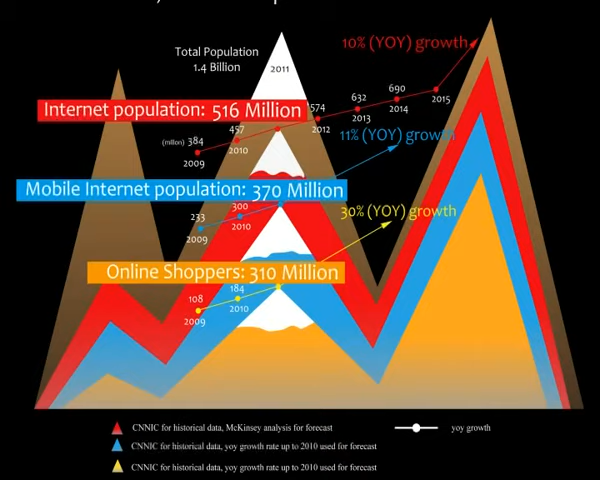 Total Population
1.4 Billion
2011
10% (YOY) growth
Internet population: 516 Million
574
2012
632
2013
690
2014
2015
(millon) 384
2009
457
2010
11% (YOY) growth
Mobile Internet population: 370 Million
233
2009
300
2010
30% (YOY) growth
Online Shoppers: 310 Million
108
2009
184
2010
CNNIC for historical data, McKinsey analysis for forecast
yoy growth
CNNIC for historical data, yoy growth rate up to 2010 used for forecast
CNNIC for historical data, yoy growth rate up to 2010 used for forecast